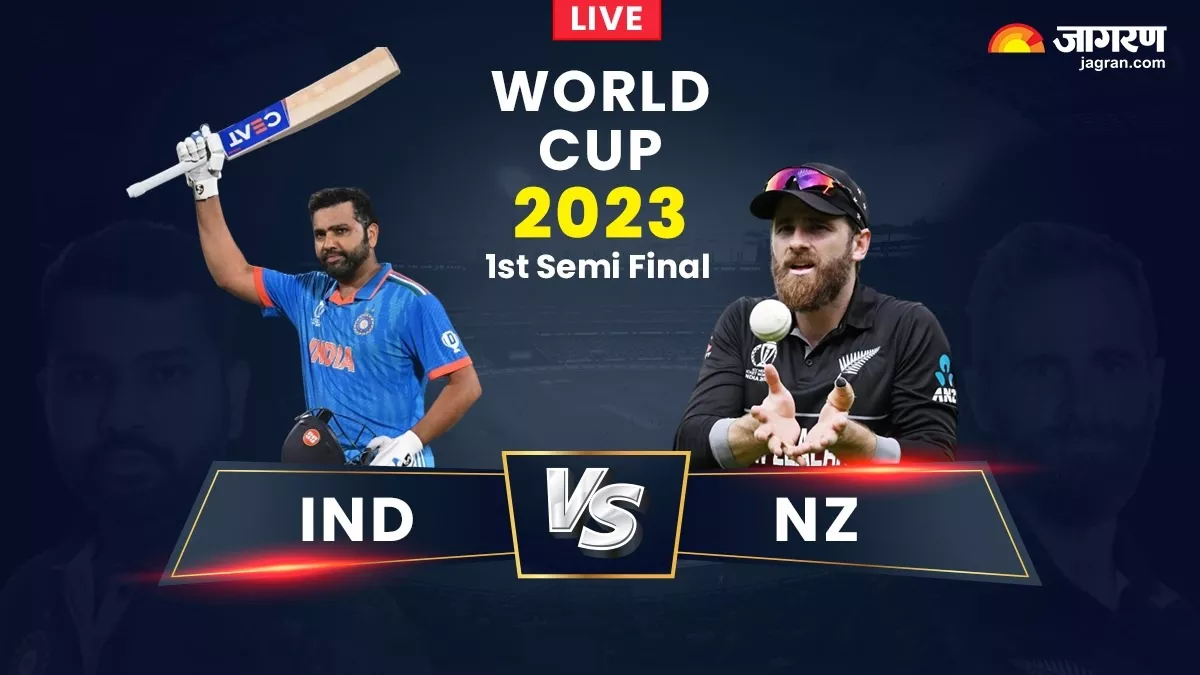 LIVE
जागरण
jagran.com
WORLD
CUP
2023
1st Semi Final
CEAT
INDIA
ANZ
IND
VS
NZ